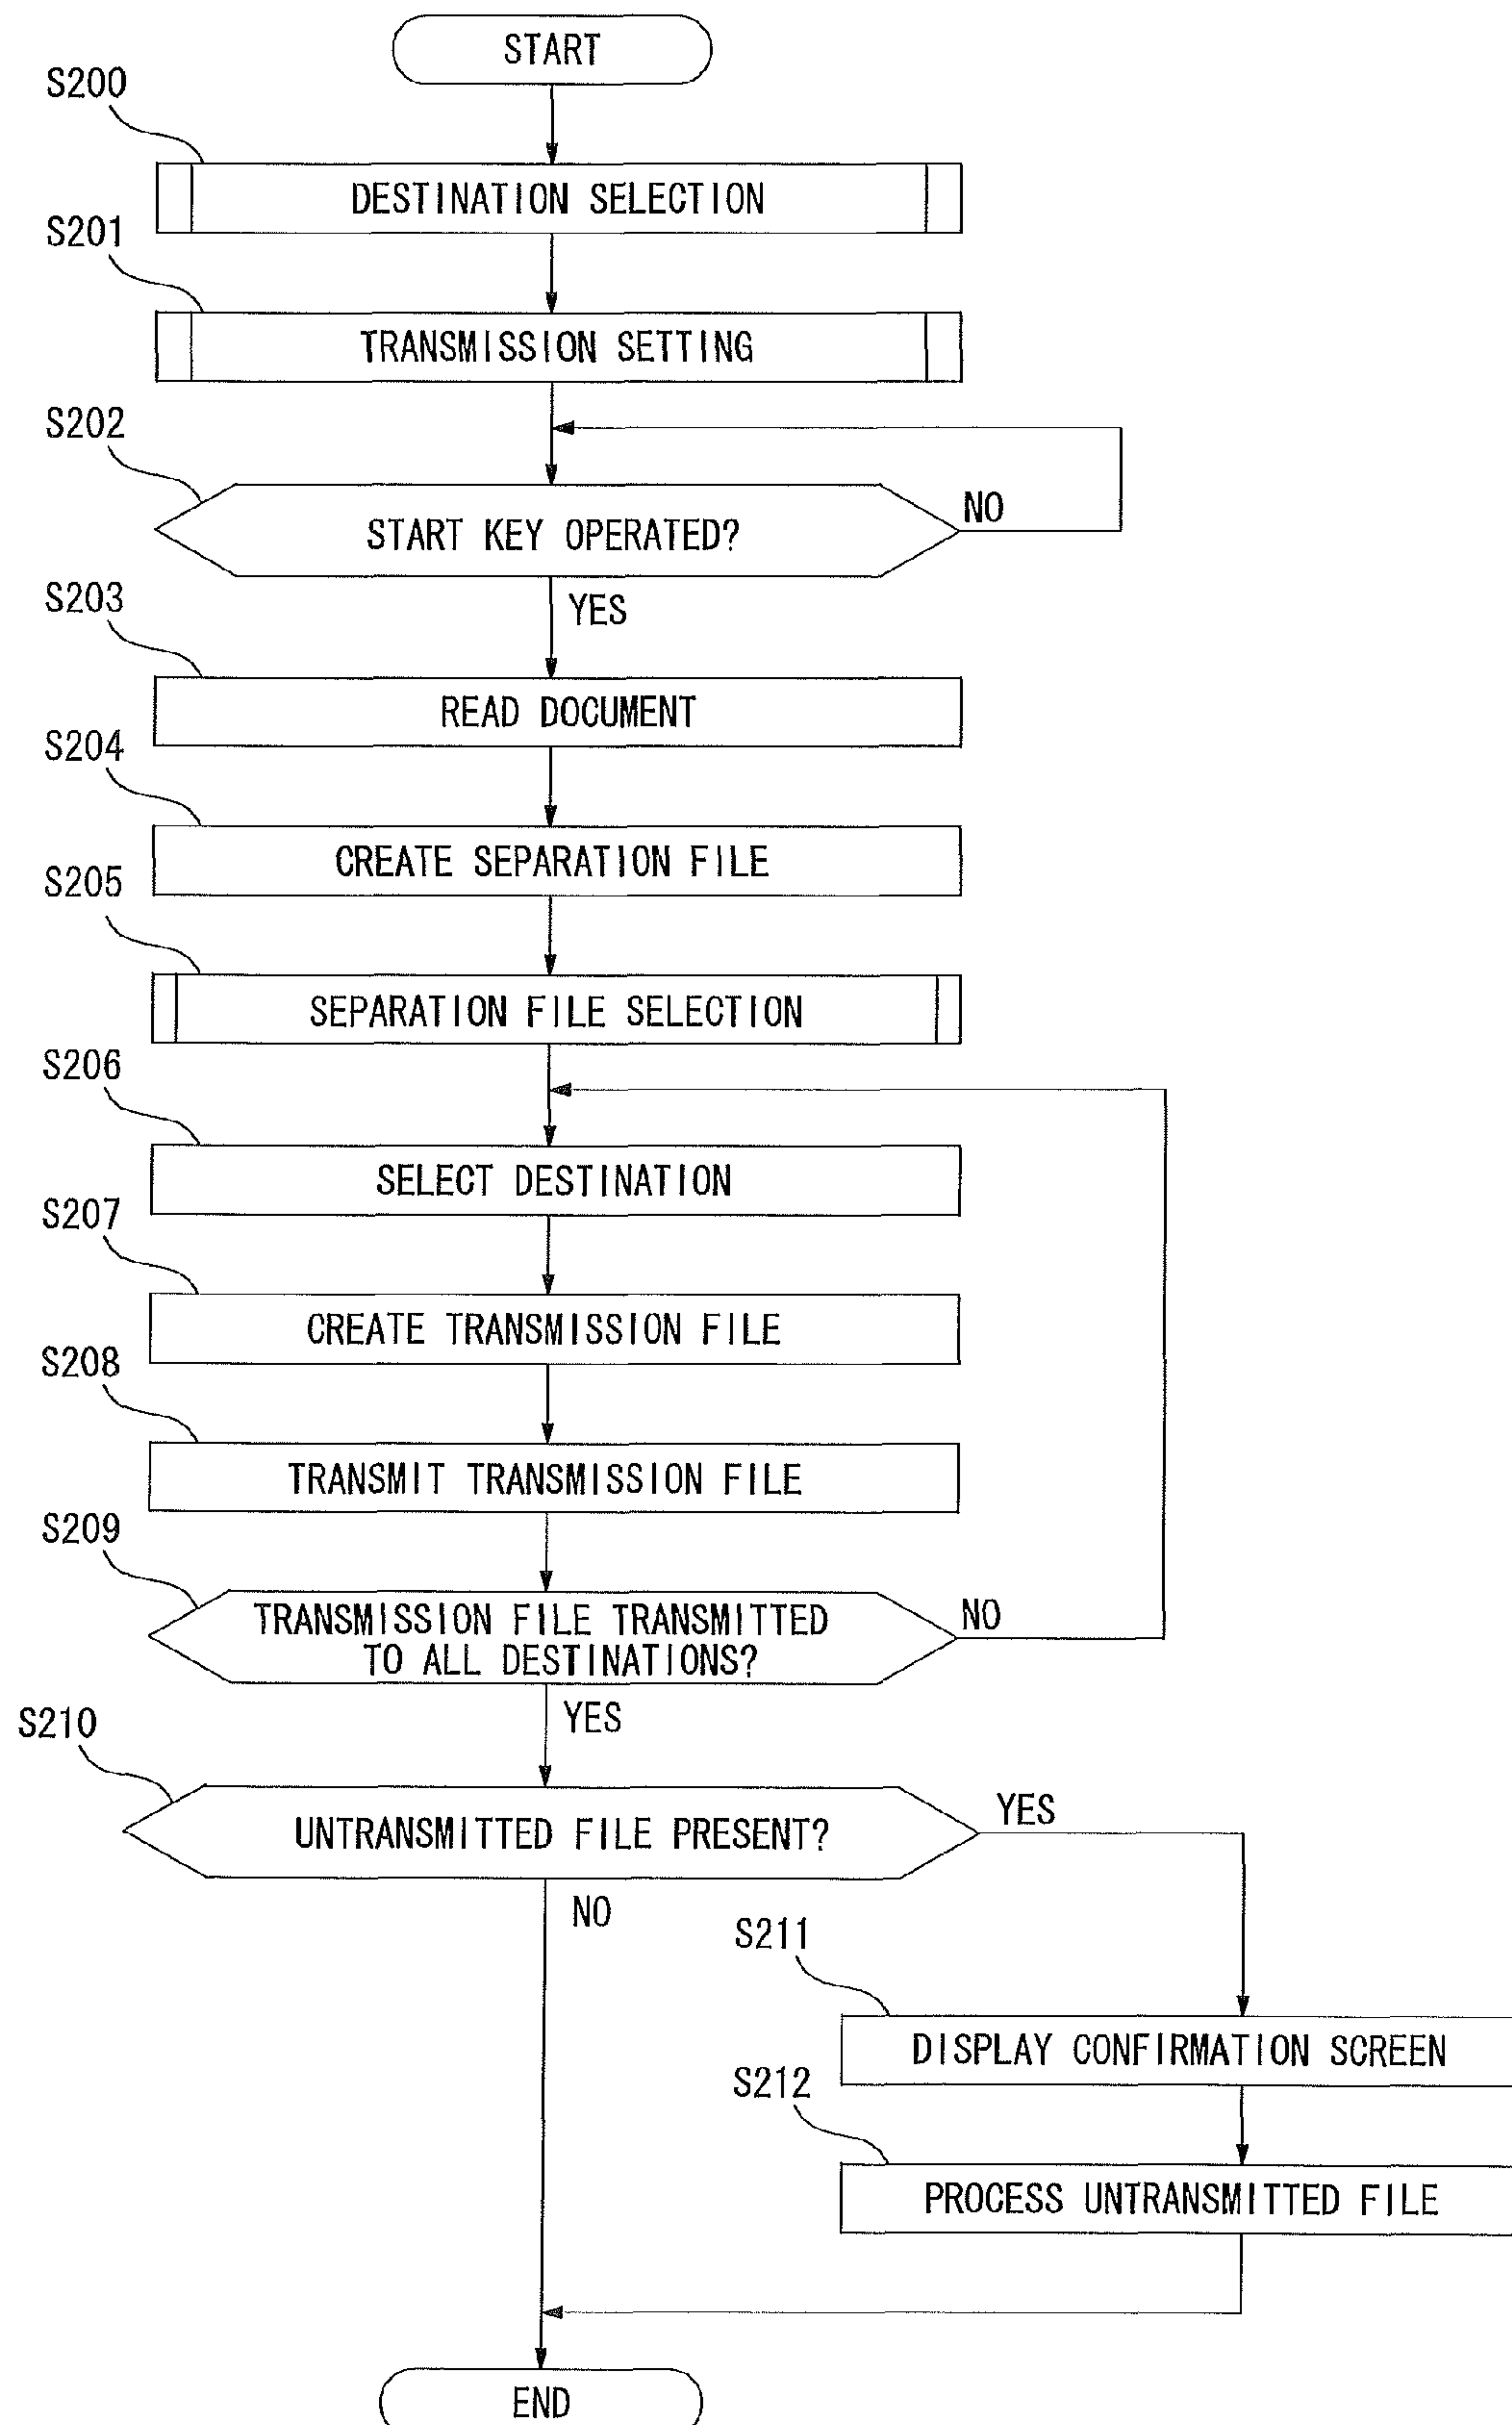 START
S200
DESTINATION SELECTION
S201
TRANSMISSION SETTING
S202
START KEY OPERATED?
NO
YES
S203
READ DOCUMENT
S204
CREATE SEPARATION FILE
S205
SEPARATION FILE SELECTION
S206
SELECT DESTINATION
S207
CREATE TRANSMISSION FILE
S208
TRANSMIT TRANSMISSION FILE
S209
TRANSMISSION FILE TRANSMITTED
TO ALL DESTINATIONS?
NO
YES
S210
UNTRANSMITTED FILE PRESENT?
YES
NO
S211
DISPLAY CONFIRMATION SCREEN
S212
PROCESS UNTRANSMITTED FILE
END